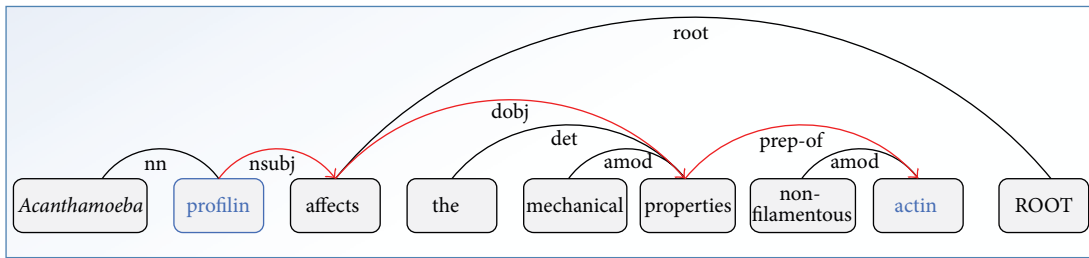 root
dobj
det
prep-of
nn
nsubj
amod
amod
Acanthamoeba
profilin
affects
the
mechanical
properties
non-
filamentous
actin
ROOT